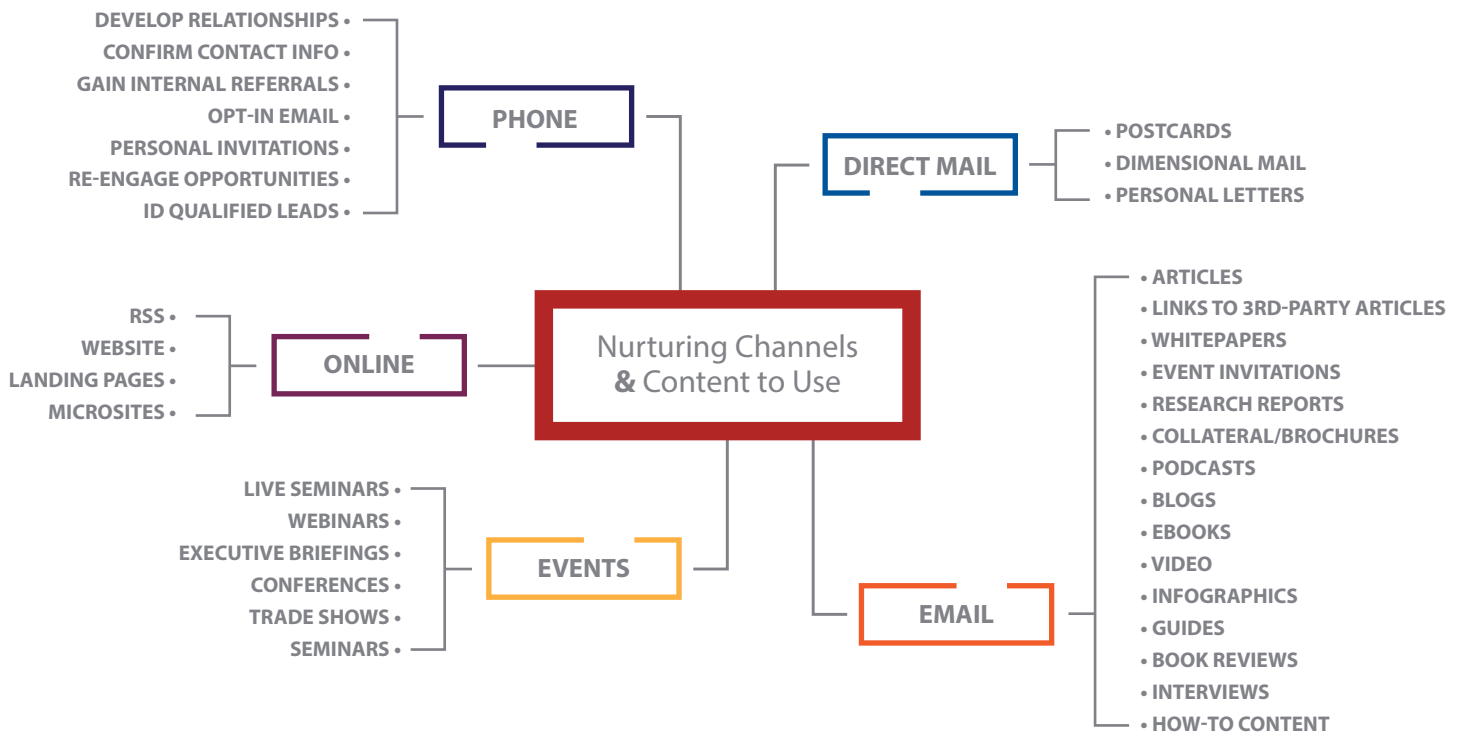 DEVELOP RELATIONSHIPS •
CONFIRM CONTACT INFO •
GAIN INTERNAL REFERRALS •
OPT-IN EMAIL •
PERSONAL INVITATIONS •
RE-ENGAGE OPPORTUNITIES •
ID QUALIFIED LEADS •
PHONE
DIRECT MAIL
• POSTCARDS
• DIMENSIONAL MAIL
• PERSONAL LETTERS
RSS •
WEBSITE •
LANDING PAGES •
MICROSITES •
ONLINE
Nurturing Channels
& Content to Use
LIVE SEMINARS •
WEBINARS •
EXECUTIVE BRIEFINGS •
CONFERENCES •
TRADE SHOWS •
SEMINARS •
EVENTS
EMAIL
• ARTICLES
• LINKS TO 3RD-PARTY ARTICLES
• WHITEPAPERS
• EVENT INVITATIONS
• RESEARCH REPORTS
• COLLATERAL/BROCHURES
• PODCASTS
• BLOGS
• EBOOKS
• VIDEO
• INFOGRAPHICS
• GUIDES
• BOOK REVIEWS
• INTERVIEWS
• HOW-TO CONTENT